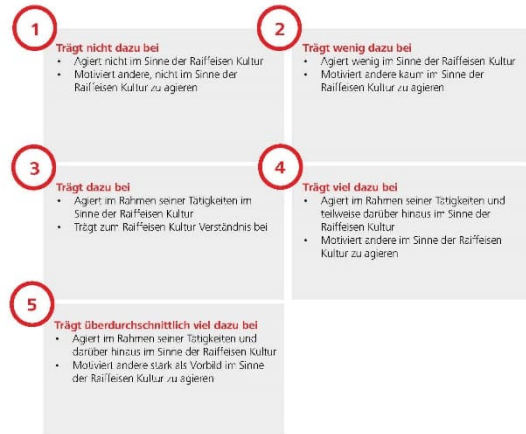 1
Trägt nicht dazu bei
• Agiert nicht im Sinne der Raiffeisen Kultur
• Motiviert andere, nicht im Sinne der
Raiffeisen Kultur zu agieren
2
Trägt wenig dazu bei
• Agiert wenig im Sinne der Raiffeisen Kultur
• Motiviert andere kaum im Sinne der
Raiffeisen Kultur zu agieren
3
Trägt dazu bei
• Agiert im Rahmen seiner Tätigkeiten im
Sinne der Raiffeisen Kultur
• Trägt zum Raiffeisen Kultur Verständnis bei
4
Trägt viel dazu bei
• Agiert im Rahmen seiner Tätigkeiten und
teilweise darüber hinaus im Sinne der
Raiffeisen Kultur
• Motiviert andere im Sinne der Raiffeisen
Kultur zu agieren
5
Trägt überdurchschnittlich viel dazu bei
• Agiert im Rahmen seiner Tätigkeiten und
darüber hinaus im Sinne der Raiffeisen Kultur
• Motiviert andere stark als Vorbild im Sinne
der Raiffeisen Kultur zu agieren